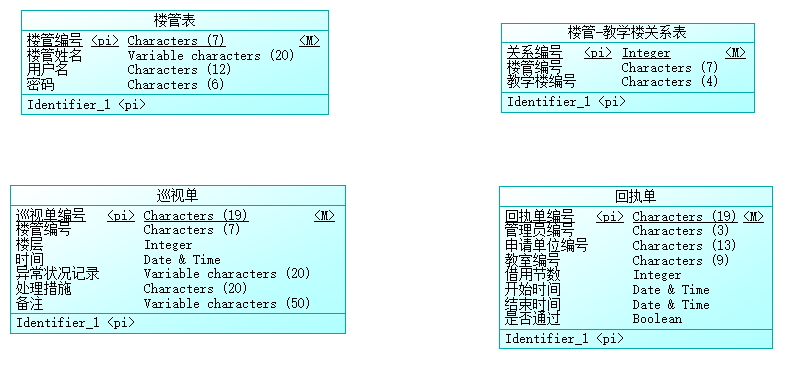 楼管表
楼管编号 <pi> Characters (7) <M>
楼管姓名 Variable characters (20)
用户名 Characters (12)
密码 Characters (6)
Identifier_1 <pi>
楼管-教学楼关系表
关系编号 <pi> Integer <M>
楼管编号 Characters (7)
教学楼编号 Characters (4)
Identifier_1 <pi>
巡视单
巡视单编号 <pi> Characters (19) <M>
楼管编号 Characters (7)
楼层 Integer
时间 Date & Time
异常状况记录 Variable characters (20)
处理措施 Characters (20)
备注 Variable characters (50)
Identifier_1 <pi>
回执单
回执单编号 <pi> Characters (19) <M>
管理员编号 Characters (3)
申请单位编号 Characters (13)
教室编号 Characters (9)
借用节数 Integer
开始时间 Date & Time
结束时间 Date & Time
是否通过 Boolean
Identifier_1 <pi>